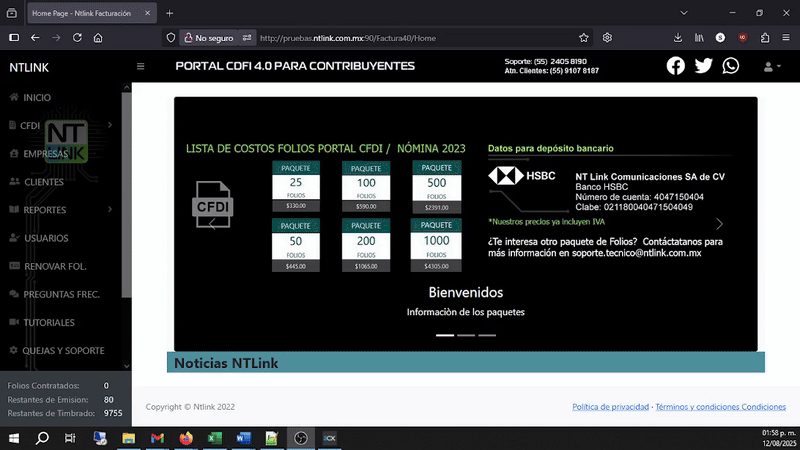 Home Page - Ntlink Facturación
No seguro
http://pruebas.ntlink.com.mx:90/Factura40/Home
NTLINK
PORTAL CDFI 4.0 PARA CONTRIBUYENTES
Soporte: (55) 2405 8190
Atn. Clientes: (55) 9107 8187
INICIO
CFDI
EMPRESAS
CLIENTES
REPORTES
USUARIOS
RENOVAR FOL.
PREGUNTAS FREC.
TUTORIALES
QUEJAS Y SOPORTE
Folios Contratados: 0
Restantes de Emision: 80
Restantes de Timbrado: 9755
NT
LINK
LISTA DE COSTOS FOLIOS PORTAL CFDI / NÓMINA 2023
CFDI
PAQUETE
25
FOLIOS
$330.00
PAQUETE
100
FOLIOS
$590.00
PAQUETE
500
FOLIOS
$2391.00
PAQUETE
50
FOLIOS
$445.00
PAQUETE
200
FOLIOS
$1065.00
PAQUETE
1000
FOLIOS
$4305.00
Datos para depósito bancario
HSBC
NT Link Comunicaciones SA de CV
Banco HSBC
Número de cuenta: 4047150404
Clabe: 021180040471504049
*Nuestros precios ya incluyen IVA
¿Te interesa otro paquete de Folios? Contáctatanos para
más información en soporte.tecnico@ntlink.com.mx
Bienvenidos
Informaciòn de los paquetes
Noticias NTLink
Copyright © Ntlink 2022
Política de privacidad · Términos y condiciones Condiciones
01:58 p. m.
12/08/2025